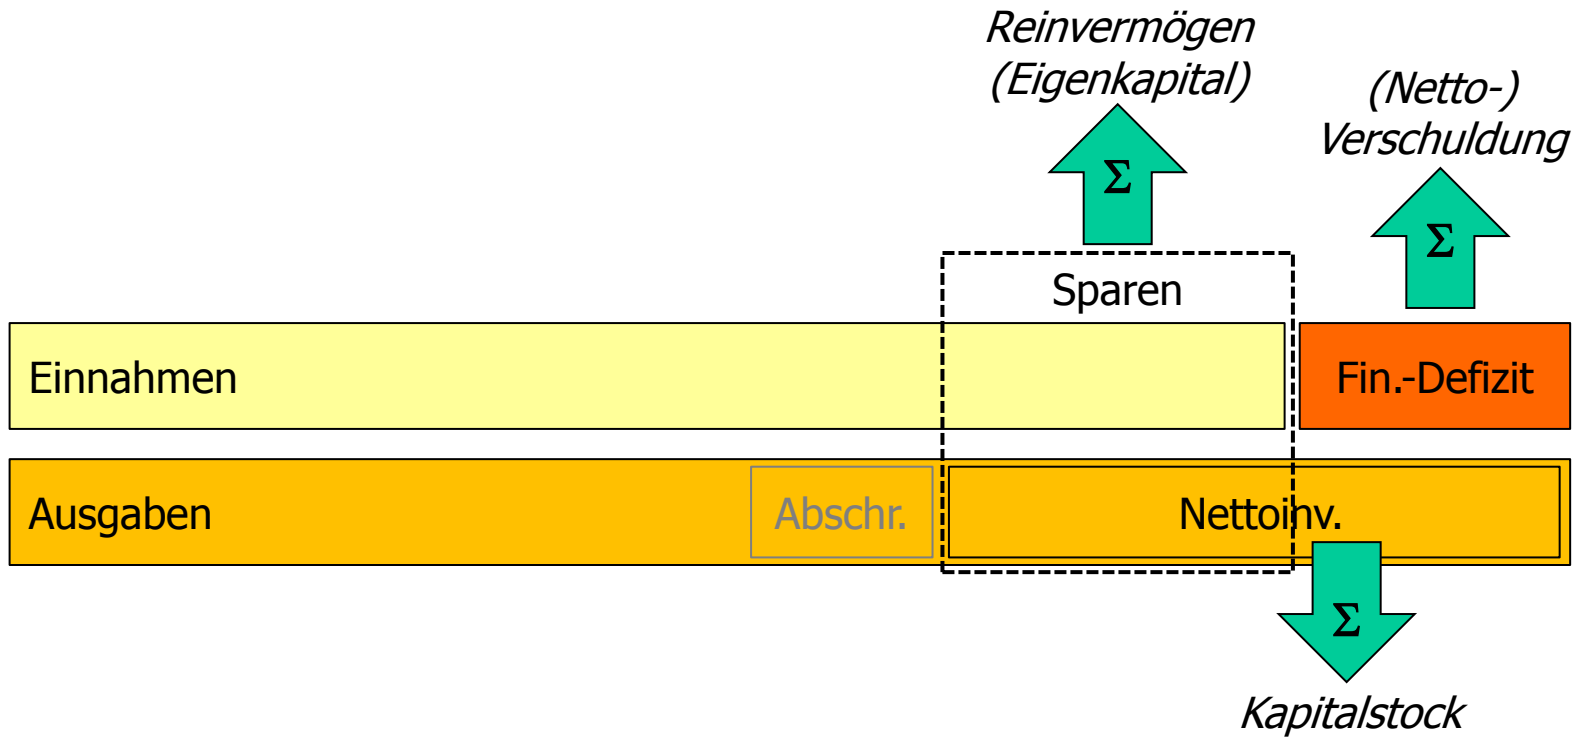 Reinvermögen
(Eigenkapital)
(Netto-)
Verschuldung
Σ
Σ
Sparen
Einnahmen
Fin.-Defizit
Ausgaben
Abschr.
Nettoinv.
Σ
Kapitalstock